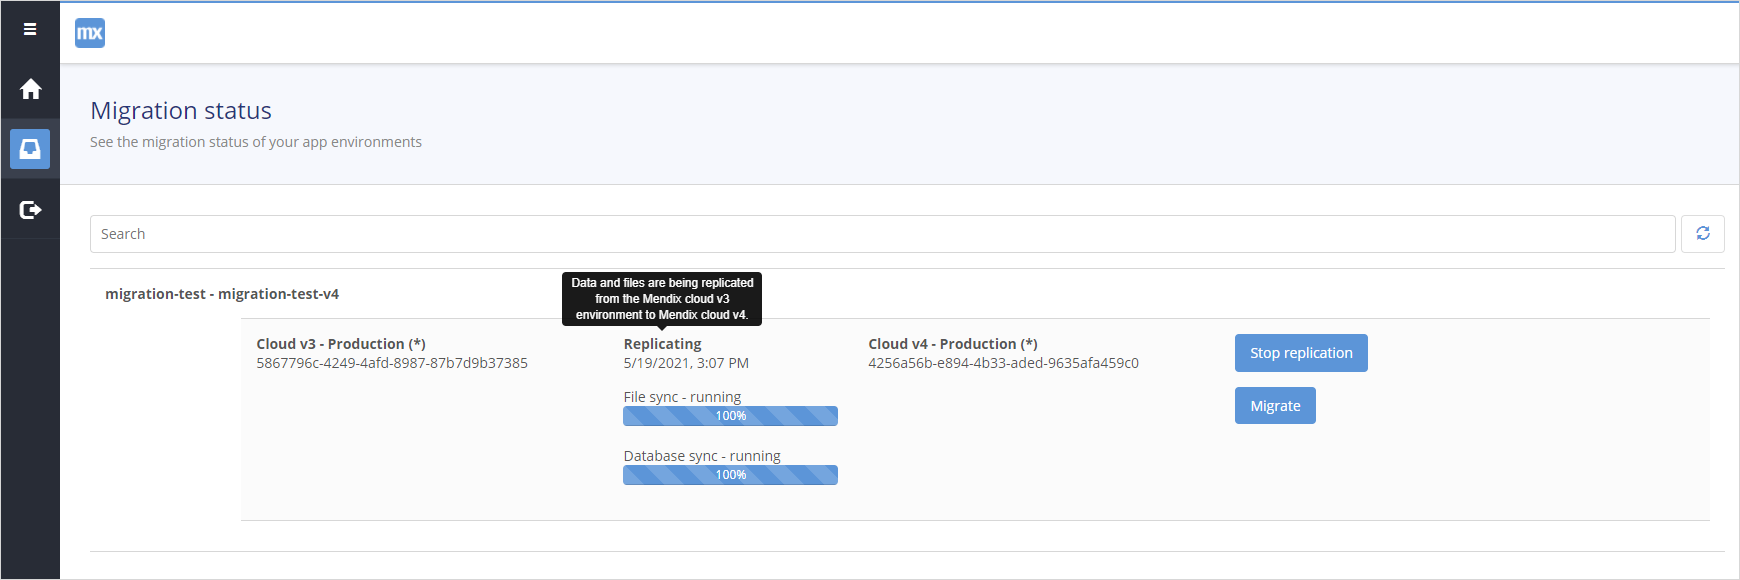 mx
Migration status
See the migration status of your app environments
Search
migration-test - migration-test-v4
Data and files are being replicated
from the Mendix cloud v3
environment to Mendix cloud v4.
Cloud v3 - Production (*)
5867796c-4249-4afd-8987-87b7d9b37385
Replicating
5/19/2021, 3:07 PM
File sync - running
100%
Database sync - running
100%
Cloud v4 - Production (*)
4256a56b-e894-4b33-aded-9635afa459c0
Stop replication
Migrate